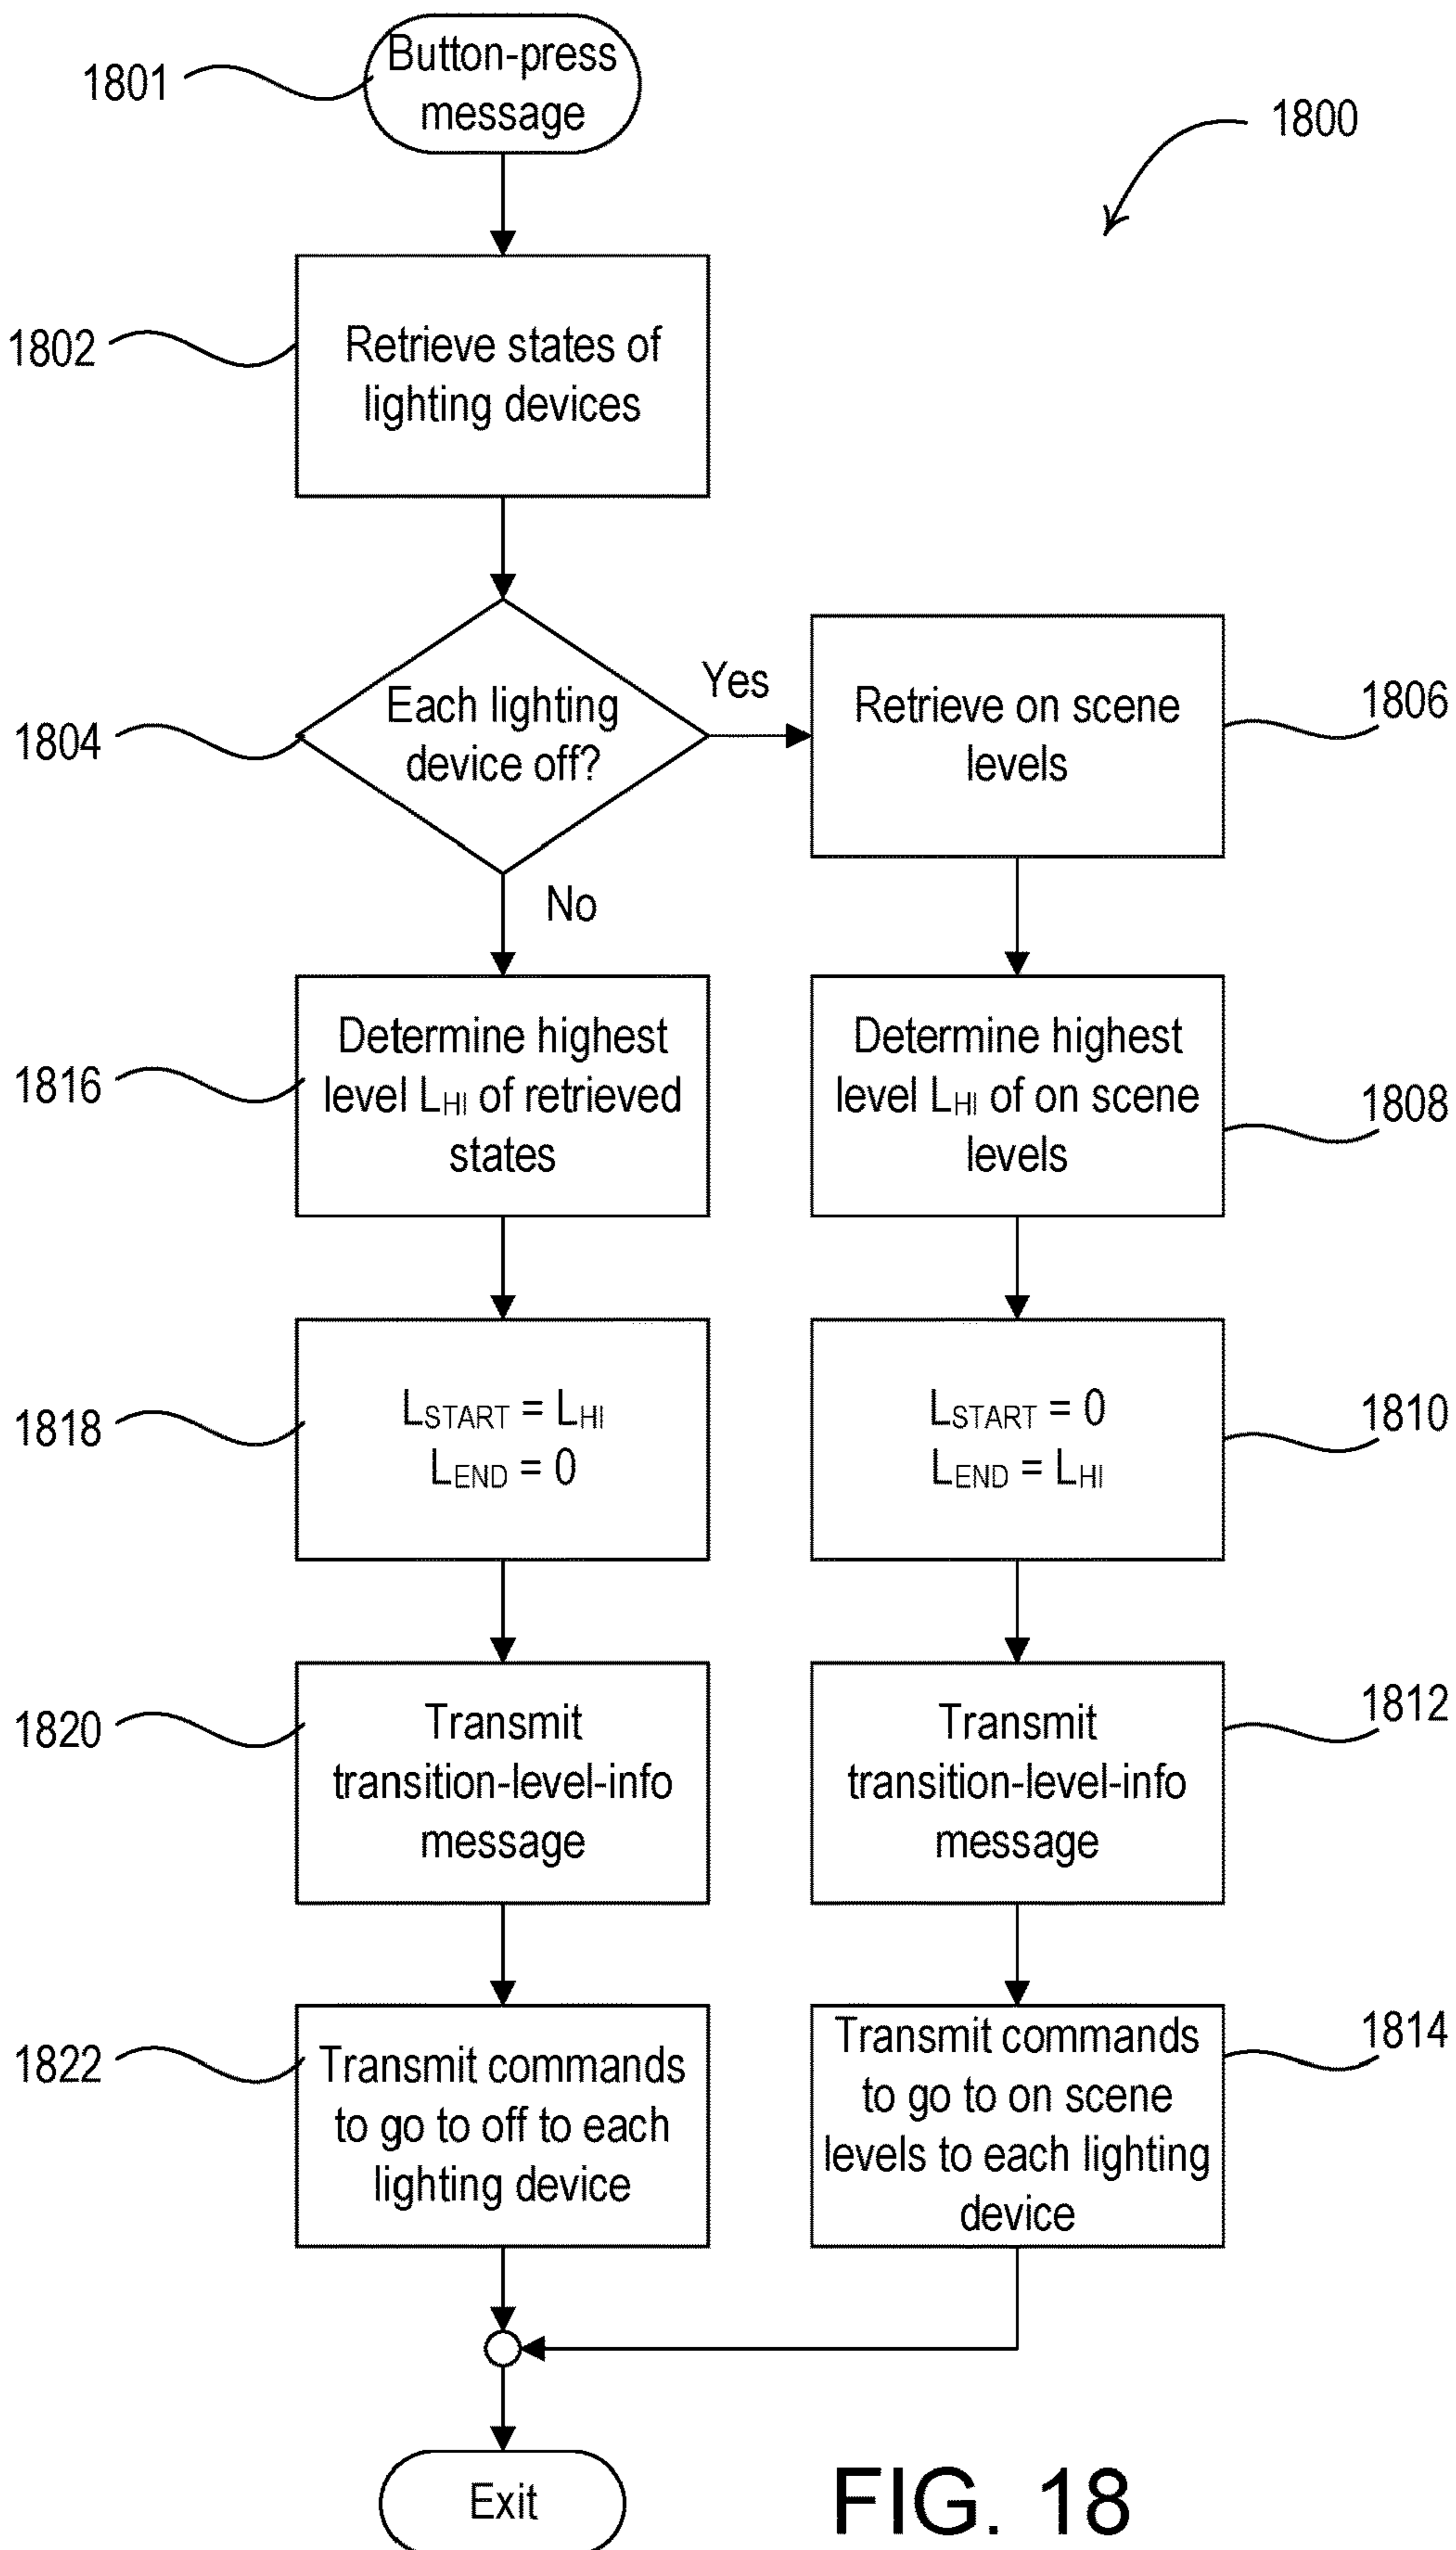 Button-press
message
1801
1800
Retrieve states of
lighting devices
1802
Each lighting
device off?
1804
Yes
No
Retrieve on scene
levels
1806
Determine highest
level LHI of retrieved
states
1816
Determine highest
level LHI of on scene
levels
1808
LSTART = LHI
LEND = 0
1818
LSTART = 0
LEND = LHI
1810
Transmit
transition-level-info
message
1820
Transmit
transition-level-info
message
1812
Transmit commands
to go to off to each
lighting device
1822
Transmit commands
to go to on scene
levels to each lighting
device
1814
Exit
FIG. 18